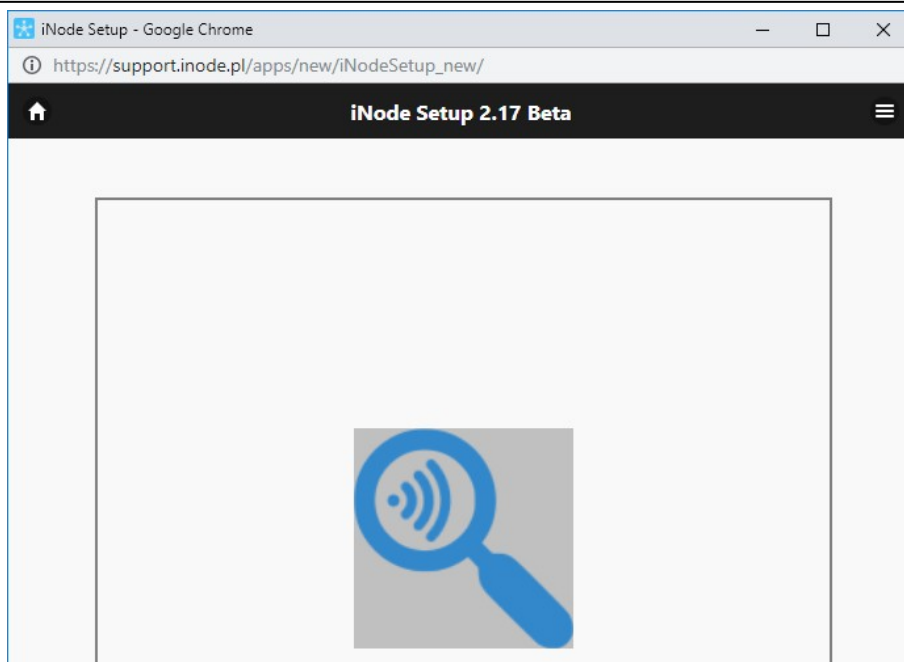 iNode Setup - Google Chrome
https://support.inode.pl/apps/new/iNodeSetup_new/
iNode Setup 2.17 Beta